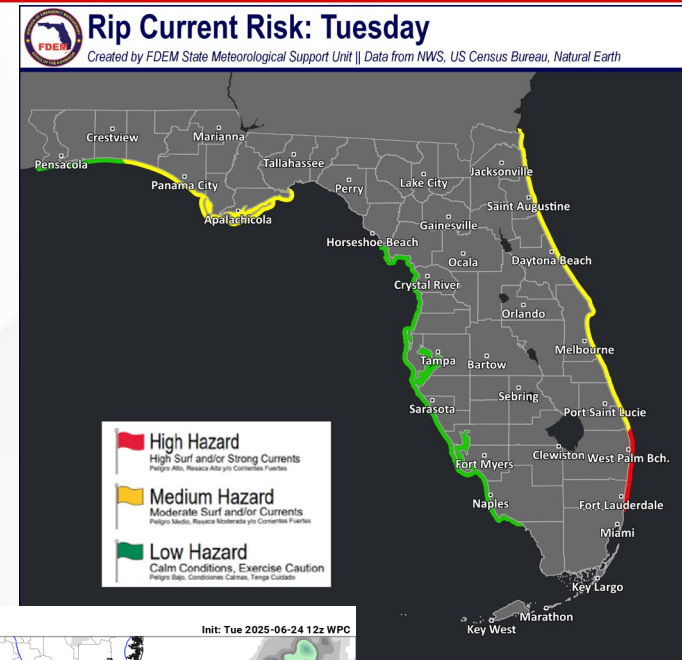 FDEM
Rip Current Risk: Tuesday
Created by FDEM State Meteorological Support Unit || Data from NWS, US Census Bureau, Natural Earth
Crestview
Marianna
Pensacola
Tallahassee
Panama City
Perry
Lake City
Jacksonville
Apalachicola
Saint Augustine
Gainesville
Horseshoe Beach
Ocala
Daytona Beach
Crystal River
Orlando
Tampa
Bartow
Melbourne
Sebring
Sarasota
Port Saint Lucie
Clewiston
West Palm Bch.
Fort Myers
Naples
Fort Lauderdale
Miami
Key Largo
Marathon
Key West
High Hazard
High Surf and/or Strong Currents
Peligro Alto, Resaca Alta y/o Corrientes Fuertes
Medium Hazard
Moderate Surf and/or Currents
Peligro Medio, Resaca Moderada y/o Corrientes Fuertes
Low Hazard
Calm Conditions, Exercise Caution
Peligro Bajo, Condiciones Calmas, Tenga Cuidado
Init: Tue 2025-06-24 12z WPC